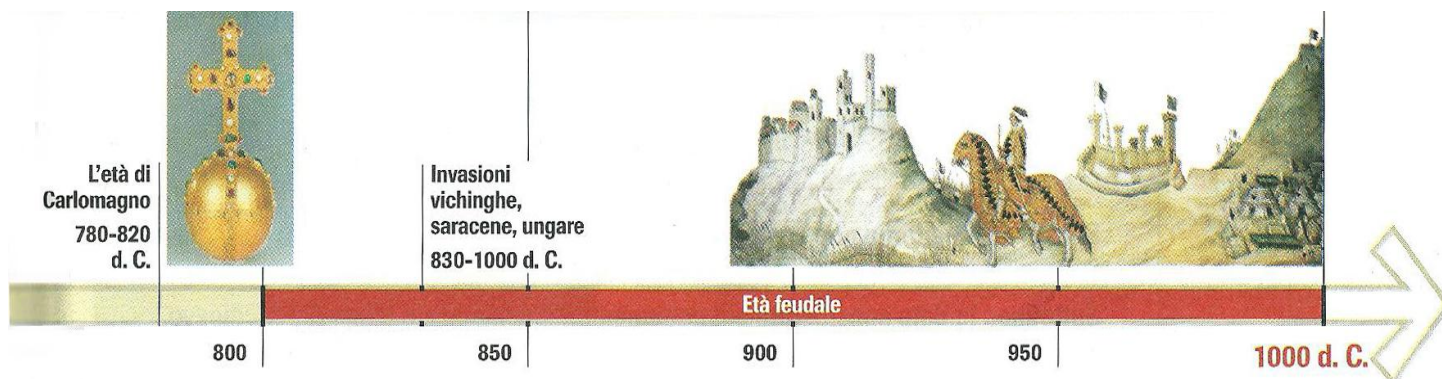 L'età di
Carlomagno
780-820
d. C.
Invasioni
vichinghe,
saracene, ungare
830-1000 d. C.
Età feudale
800
850
900
950
1000 d. C.